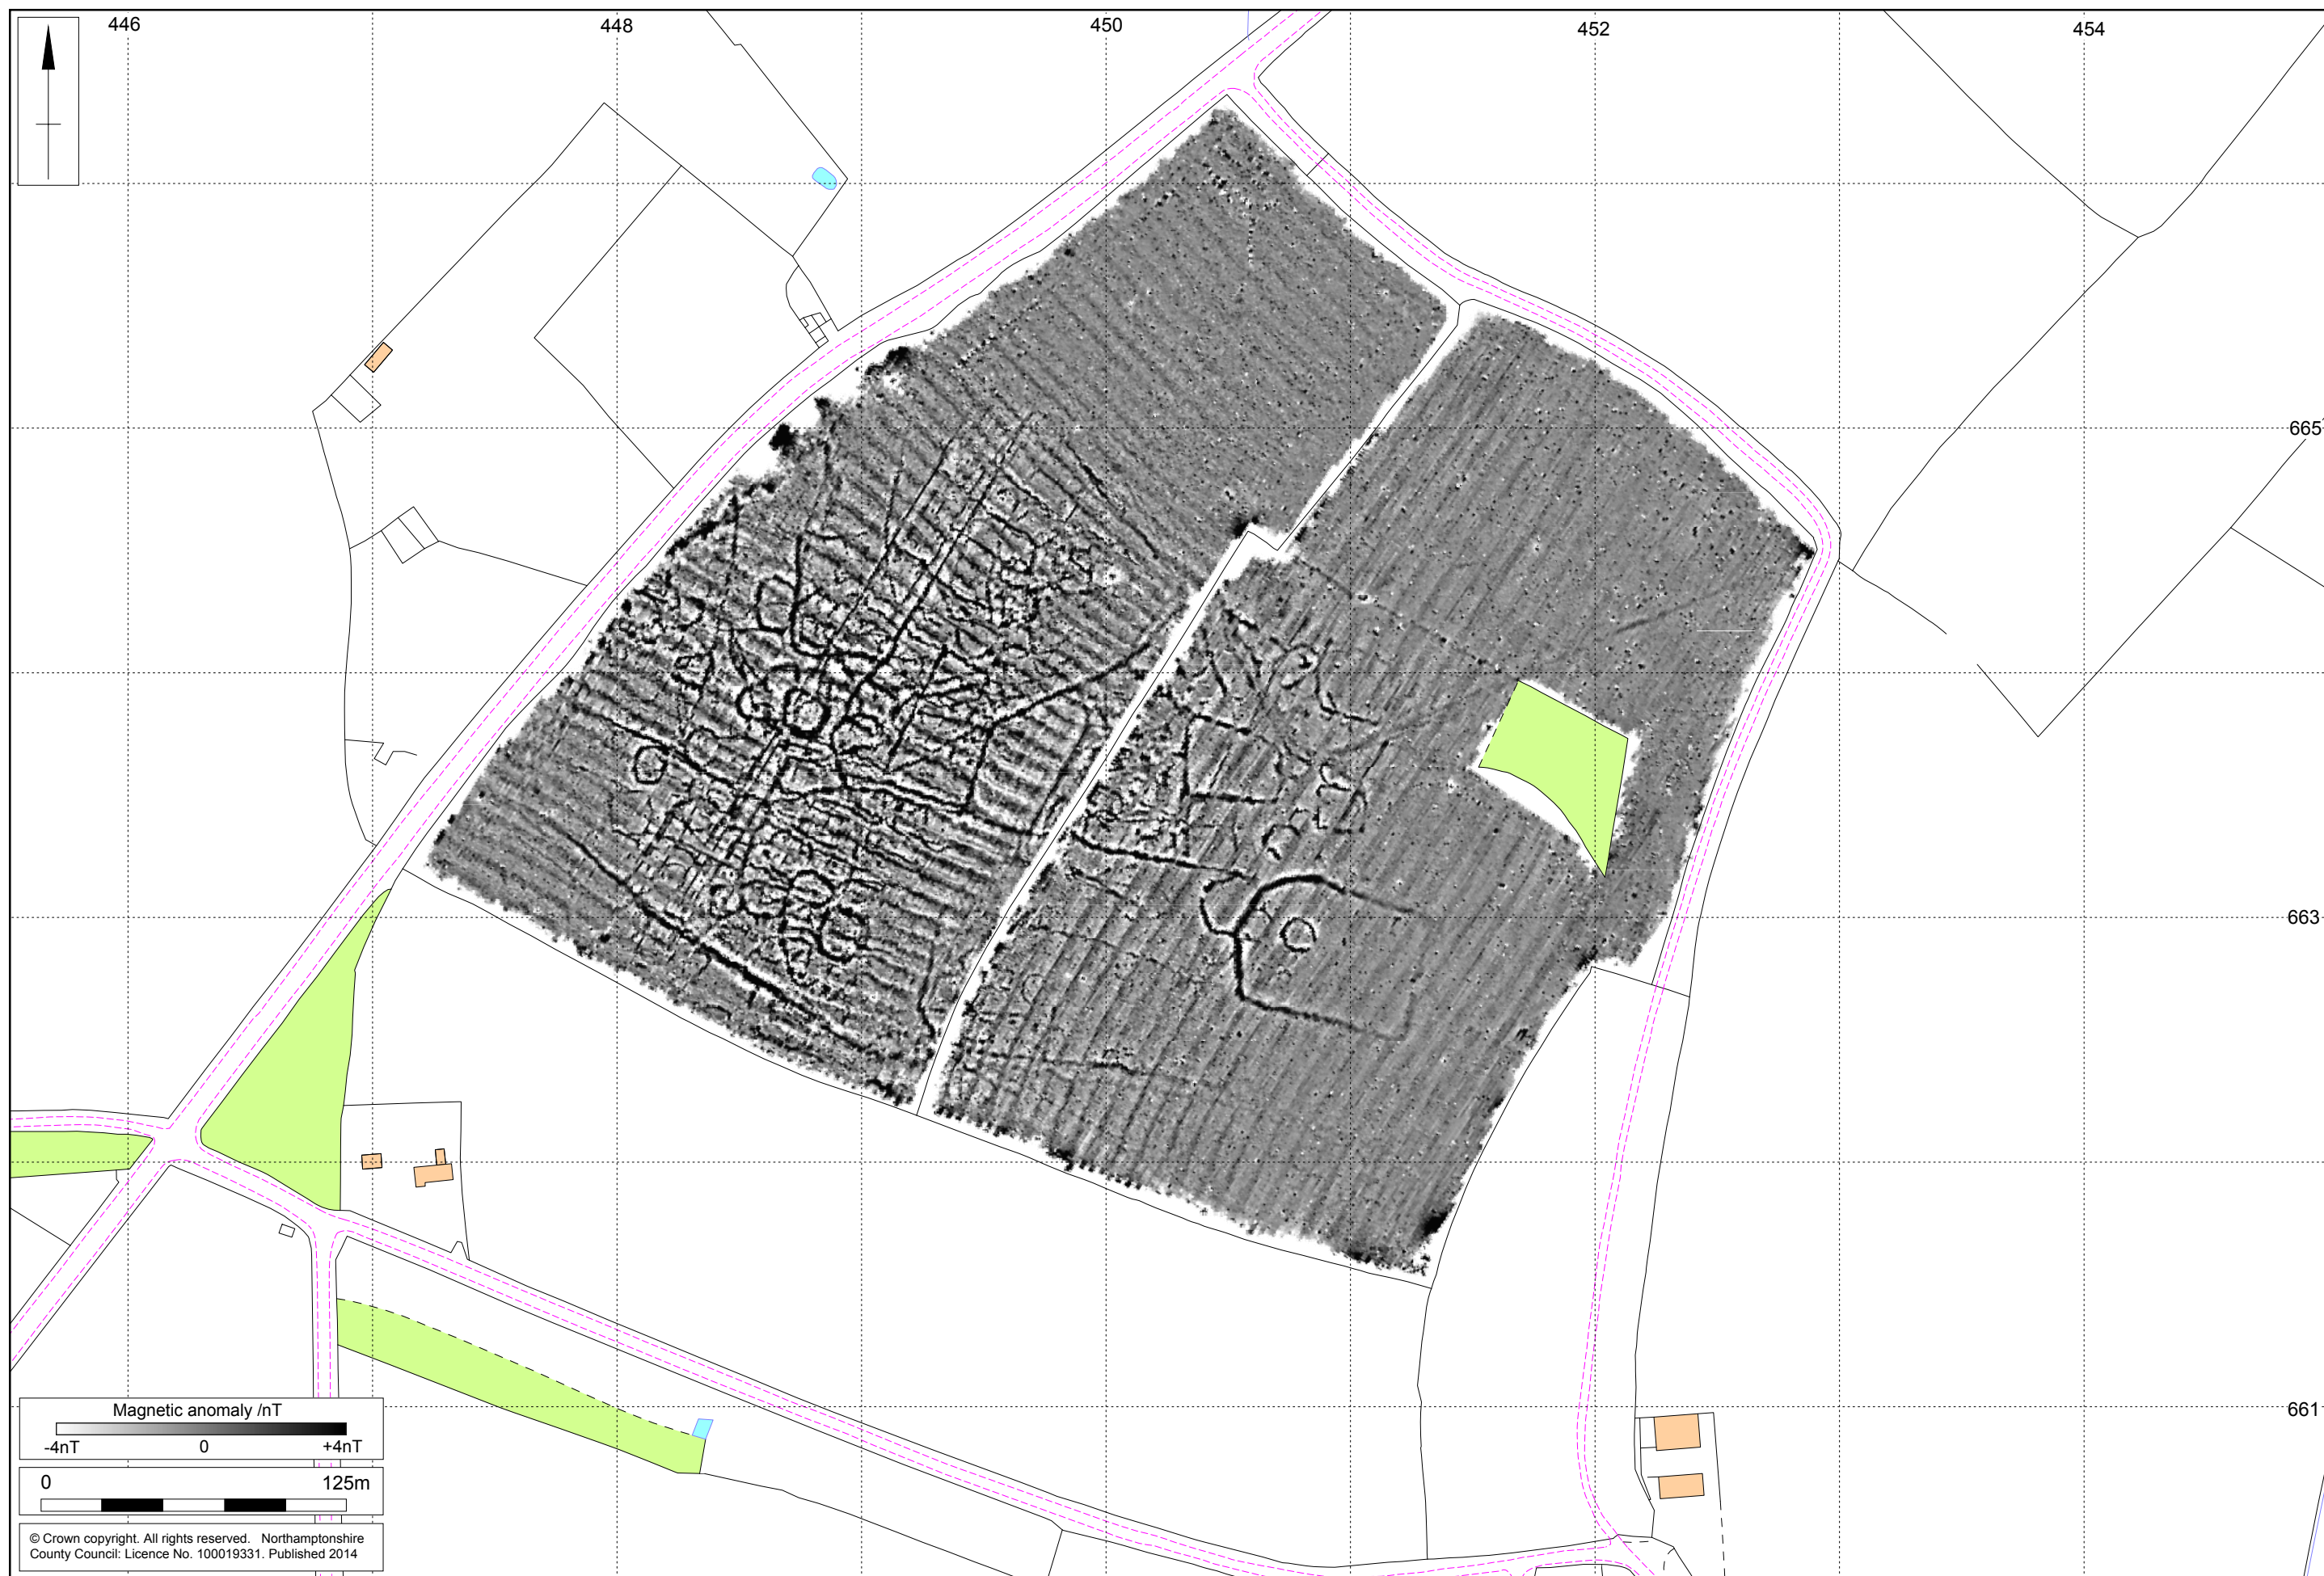 446
448
450
452
454
665
663
661
Magnetic anomaly /nT
-4nT 0 +4nT
0 125m
© Crown copyright. All rights reserved. Northamptonshire
County Council: Licence No. 100019331. Published 2014